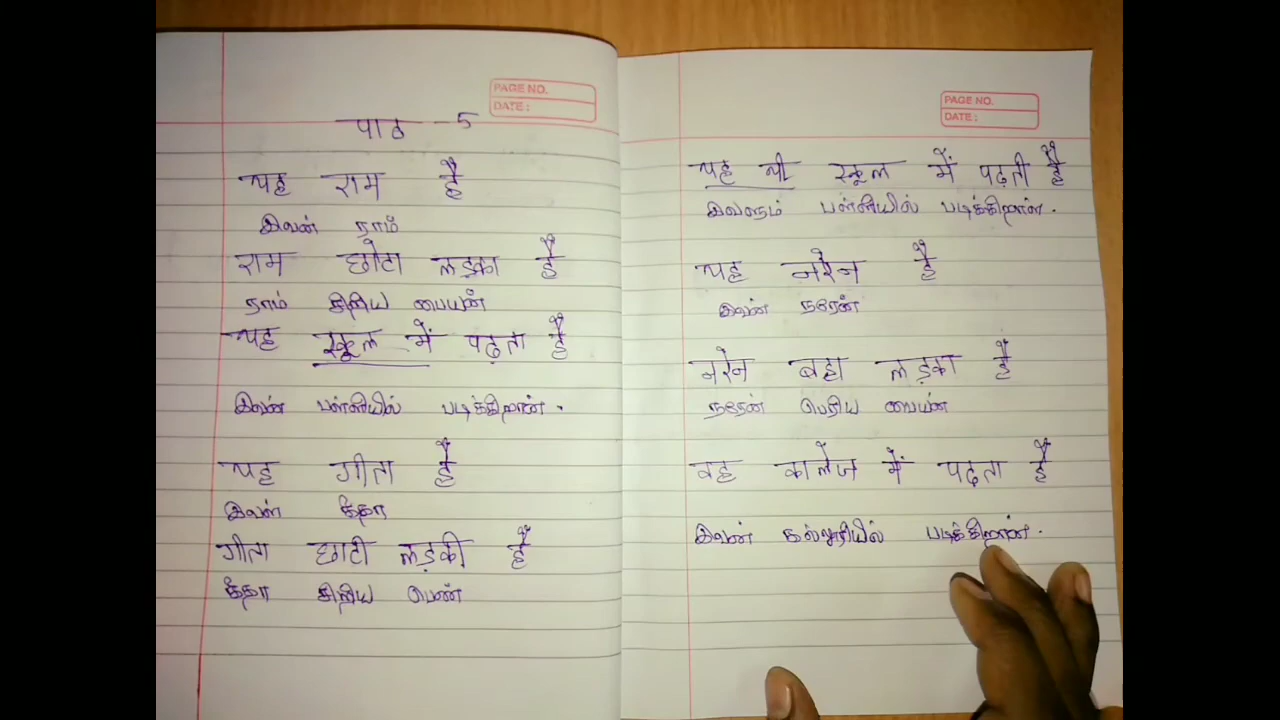 PAGE NO.
DATE :
पाठ - 5
यह राम है
இவன் ராம்
राम छोटा लड़का है
ராம் சிறிய பையன்
यह स्कूल में पढ़ता है
இவன் பள்ளியில் படிக்கிறான்.
यह गीता है
இவள் கீதா
गीता छोटी लड़की है
கீதா சிறிய பெண்
PAGE NO.
DATE :
यह भी स्कूल में पढ़ती है
இவளும் பள்ளியில் படிக்கிறாள்.
यह नरेन है
இவன் நரேன்
नरेन बड़ा लड़का है
நரேன் பெரிய பையன்
वह कालेज में पढ़ता है
இவன் கல்லூரியில் படிக்கிறான்.